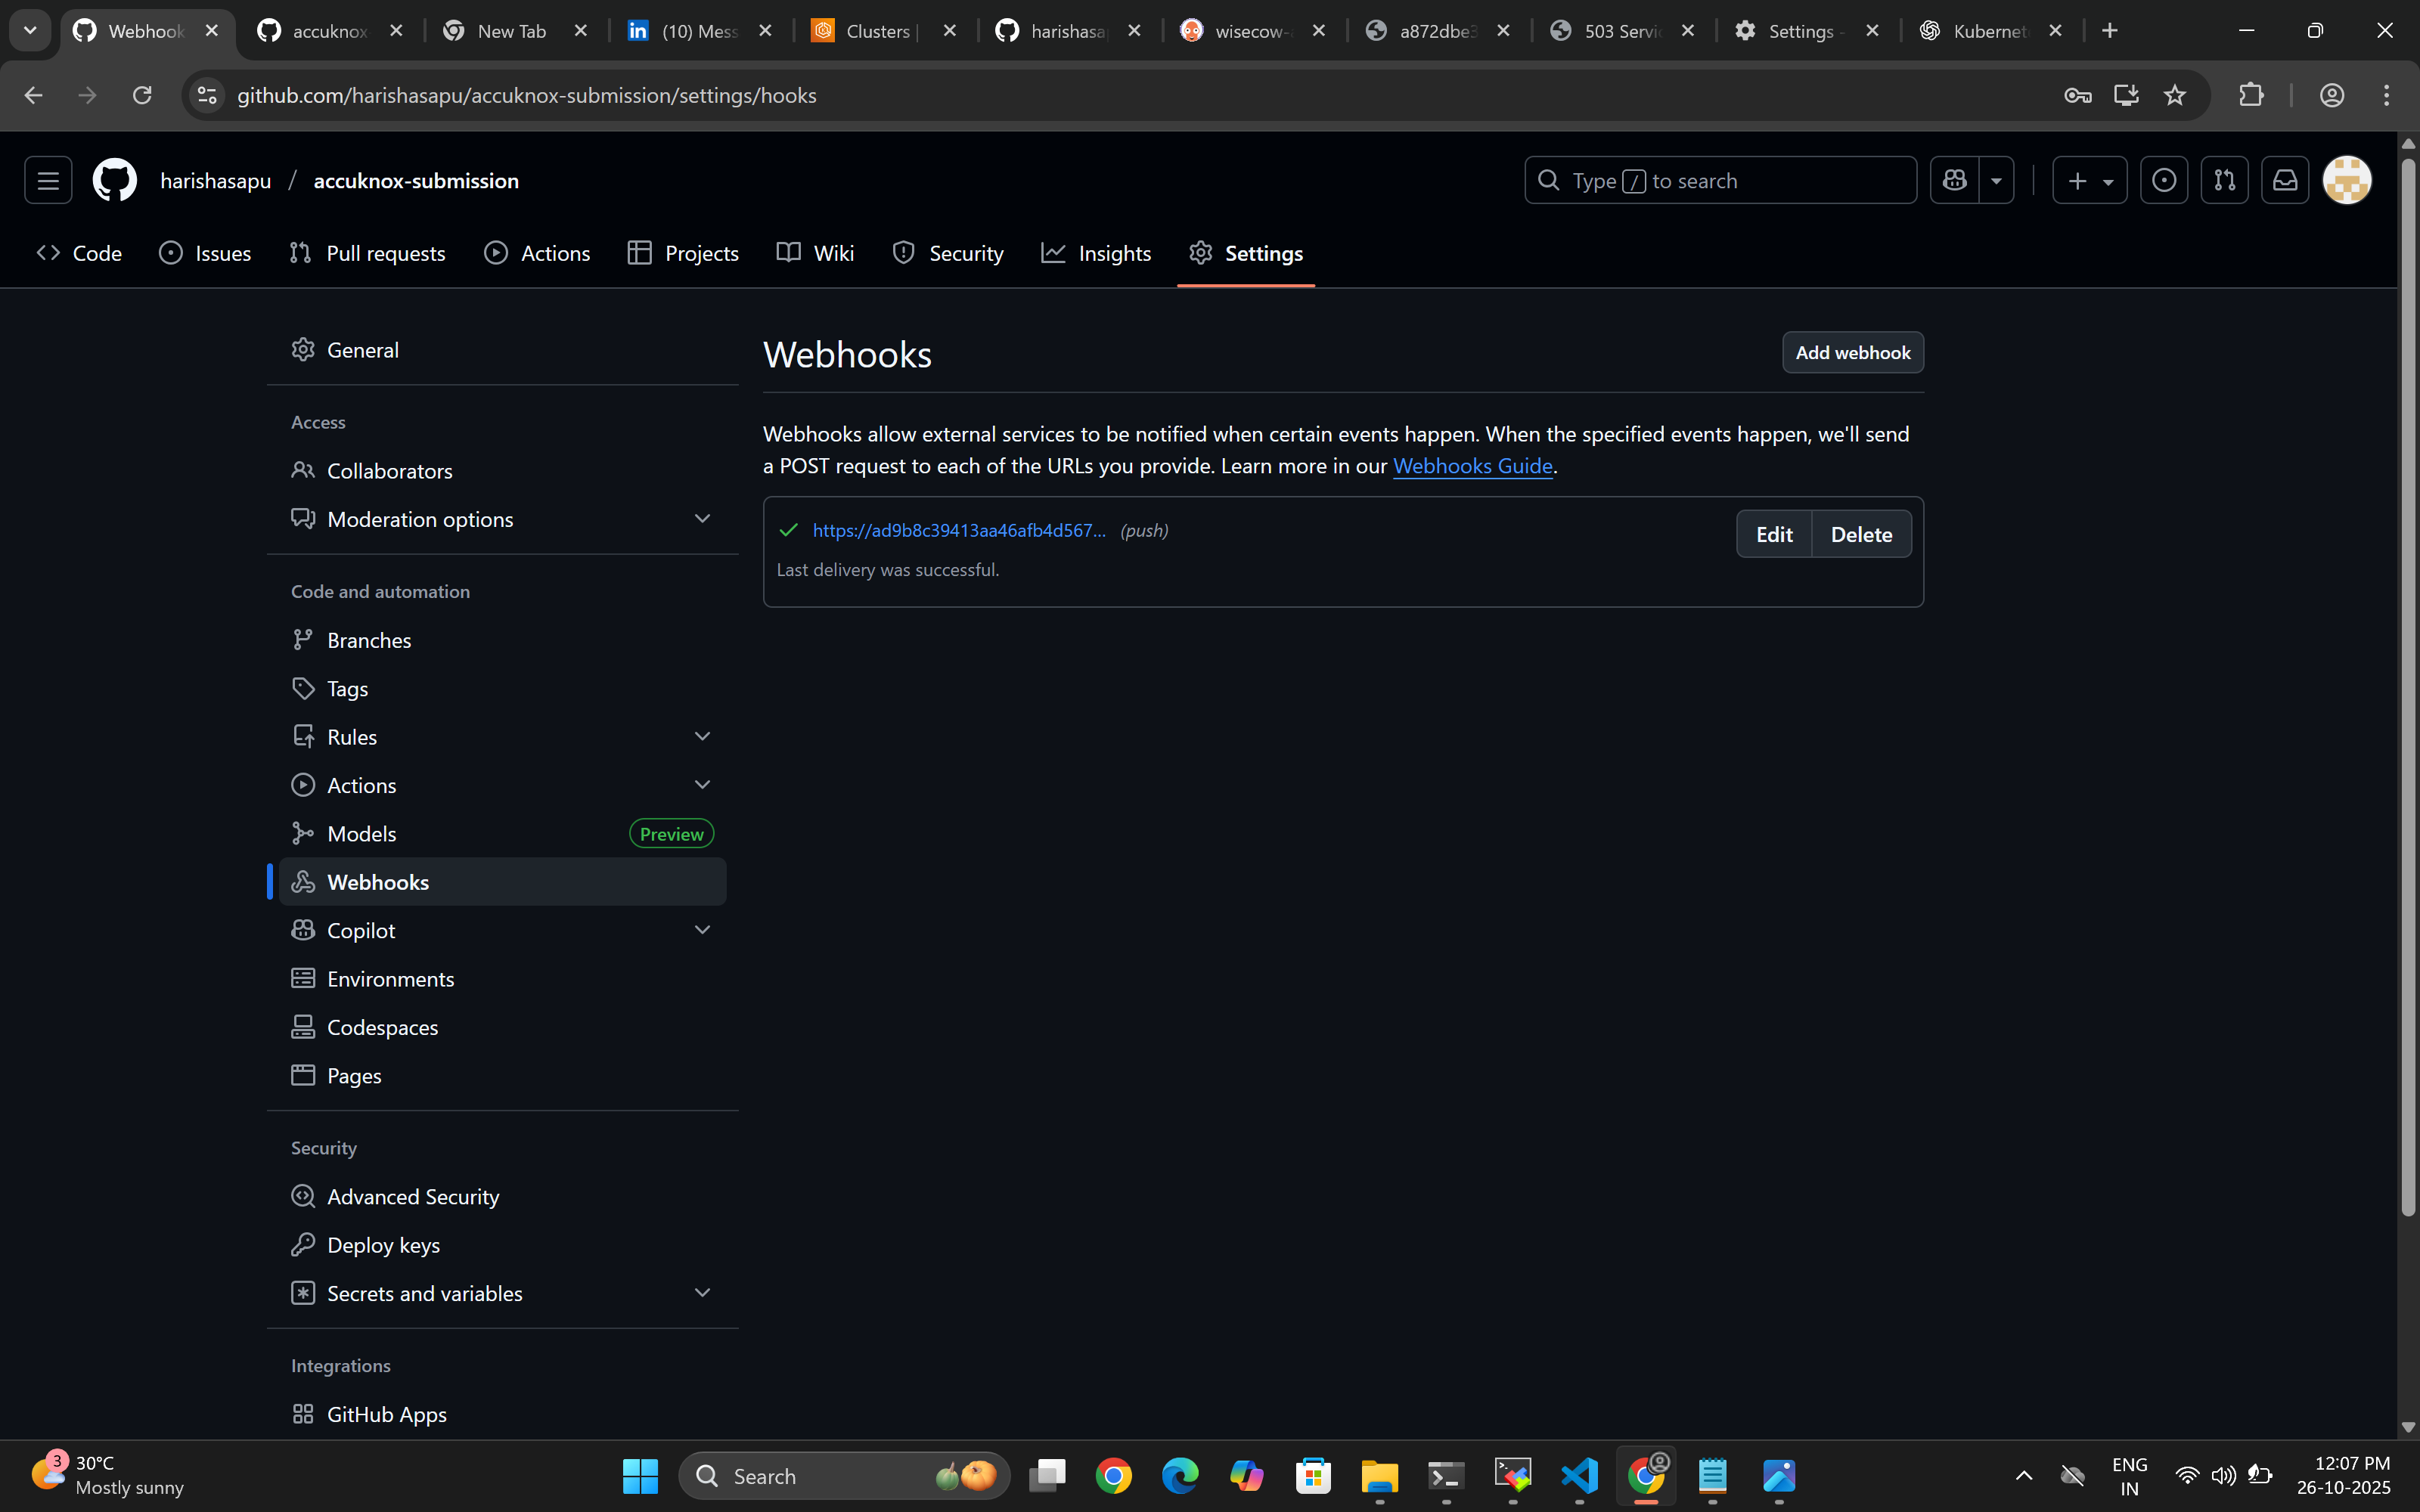 Webhook
accuknox
New Tab
(10) Mess
Clusters |
harishasap
wisecow-
a872dbe3
503 Servi
Settings -
Kubernet
github.com/harishasapu/accuknox-submission/settings/hooks
harishasapu / accuknox-submission
Type / to search
Code
Issues
Pull requests
Actions
Projects
Wiki
Security
Insights
Settings
General
Access
Collaborators
Moderation options
Code and automation
Branches
Tags
Rules
Actions
Models
Preview
Webhooks
Copilot
Environments
Codespaces
Pages
Security
Advanced Security
Deploy keys
Secrets and variables
Integrations
GitHub Apps
Webhooks
Add webhook
Webhooks allow external services to be notified when certain events happen. When the specified events happen, we'll send
a POST request to each of the URLs you provide. Learn more in our Webhooks Guide.
https://ad9b8c39413aa46afb4d567... (push)
Edit
Delete
Last delivery was successful.
3
30°C
Mostly sunny
Search
ENG
IN
12:07 PM
26-10-2025